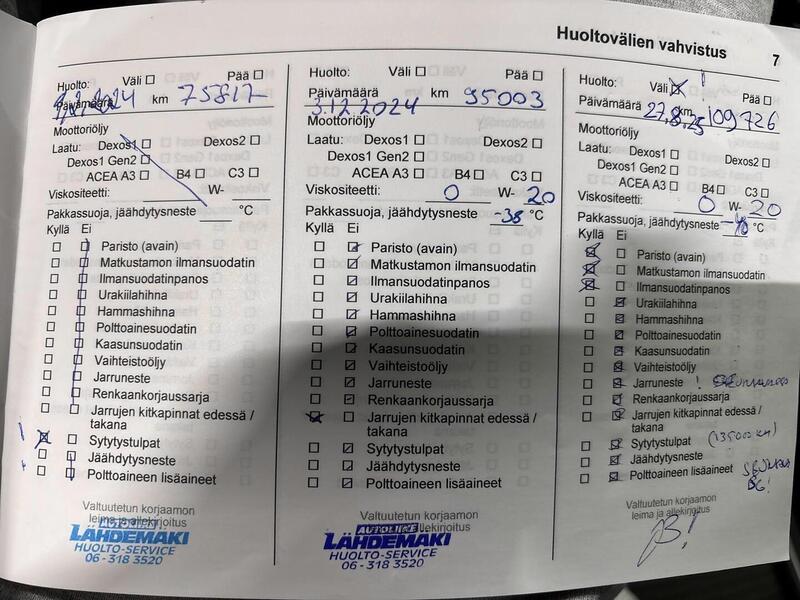 Huoltovälien vahvistus 7
Huolto: Väli Pää
Päivämäärä km 75817
Moottoriöljy
Laatu: Dexos1 Dexos2
Dexos1 Gen2
ACEA A3 B4 C3
Viskositeetti: W-
Pakkassuoja, jäähdytysneste °C
Kyllä Ei
Paristo (avain)
Matkustamon ilmansuodatin
Ilmansuodatinpanos
Urakiilahihna
Hammashihna
Polttoainesuodatin
Kaasunsuodatin
Vaihteistoöljy
Jarruneste
Renkaankorjaussarja
Jarrujen kitkapinnat edessä /
takana
Sytytystulpat
Jäähdytysneste
Polttoaineen lisäaineet
Valtuutetun korjaamon
leima ja allekirjoitus
LÄHDEMÄKI
HUOLTO-SERVICE
06 - 318 3520
Huolto: Väli Pää
Päivämäärä 3.12.2024 km 95003
Moottoriöljy
Laatu: Dexos1 Dexos2
Dexos1 Gen2
ACEA A3 B4 C3
Viskositeetti: 0 W- 20
Pakkassuoja, jäähdytysneste -38 °C
Kyllä Ei
Paristo (avain)
Matkustamon ilmansuodatin
Ilmansuodatinpanos
Urakiilahihna
Hammashihna
Polttoainesuodatin
Kaasunsuodatin
Vaihteistoöljy
Jarruneste
Renkaankorjaussarja
Jarrujen kitkapinnat edessä /
takana
Sytytystulpat
Jäähdytysneste
Polttoaineen lisäaineet
Valtuutetun korjaamon
leima ja allekirjoitus
AUTOLIIKE
LÄHDEMÄKI
HUOLTO-SERVICE
06 - 318 3520
Huolto: Väli Pää
Päivämäärä 27.8.25 km 109726
Moottoriöljy
Laatu: Dexos1 Dexos2
Dexos1 Gen2
ACEA A3 B4 C3
Viskositeetti: 0 W- 20
Pakkassuoja, jäähdytysneste -40 °C
Kyllä Ei
Paristo (avain)
Matkustamon ilmansuodatin
Ilmansuodatinpanos
Urakiilahihna
Hammashihna
Polttoainesuodatin
Kaasunsuodatin
Vaihteistoöljy
Jarruneste !
Renkaankorjaussarja
Jarrujen kitkapinnat edessä /
takana
Sytytystulpat (135000 KM)
Jäähdytysneste
Polttoaineen lisäaineet
Valtuutetun korjaamon
leima ja allekirjoitus